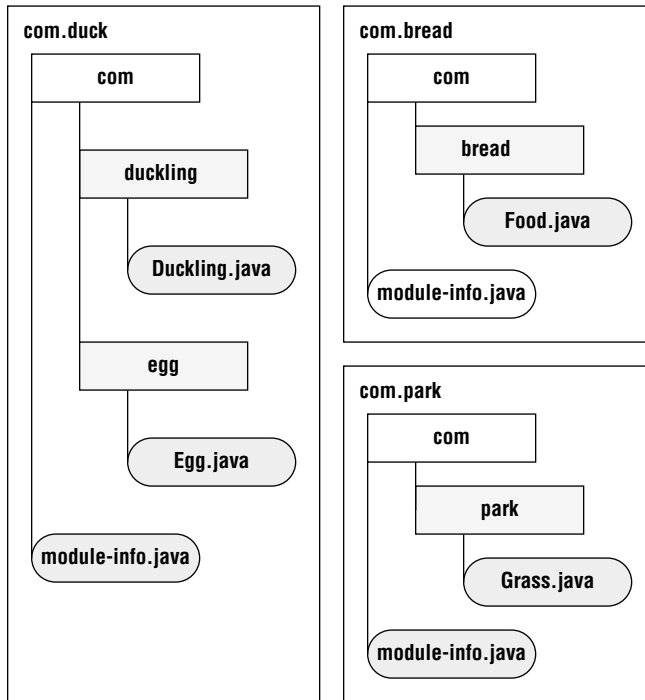 com.duck
com
duckling
Duckling.java
egg
Egg.java
module-info.java
com.bread
com
bread
Food.java
module-info.java
com.park
com
park
Grass.java
module-info.java